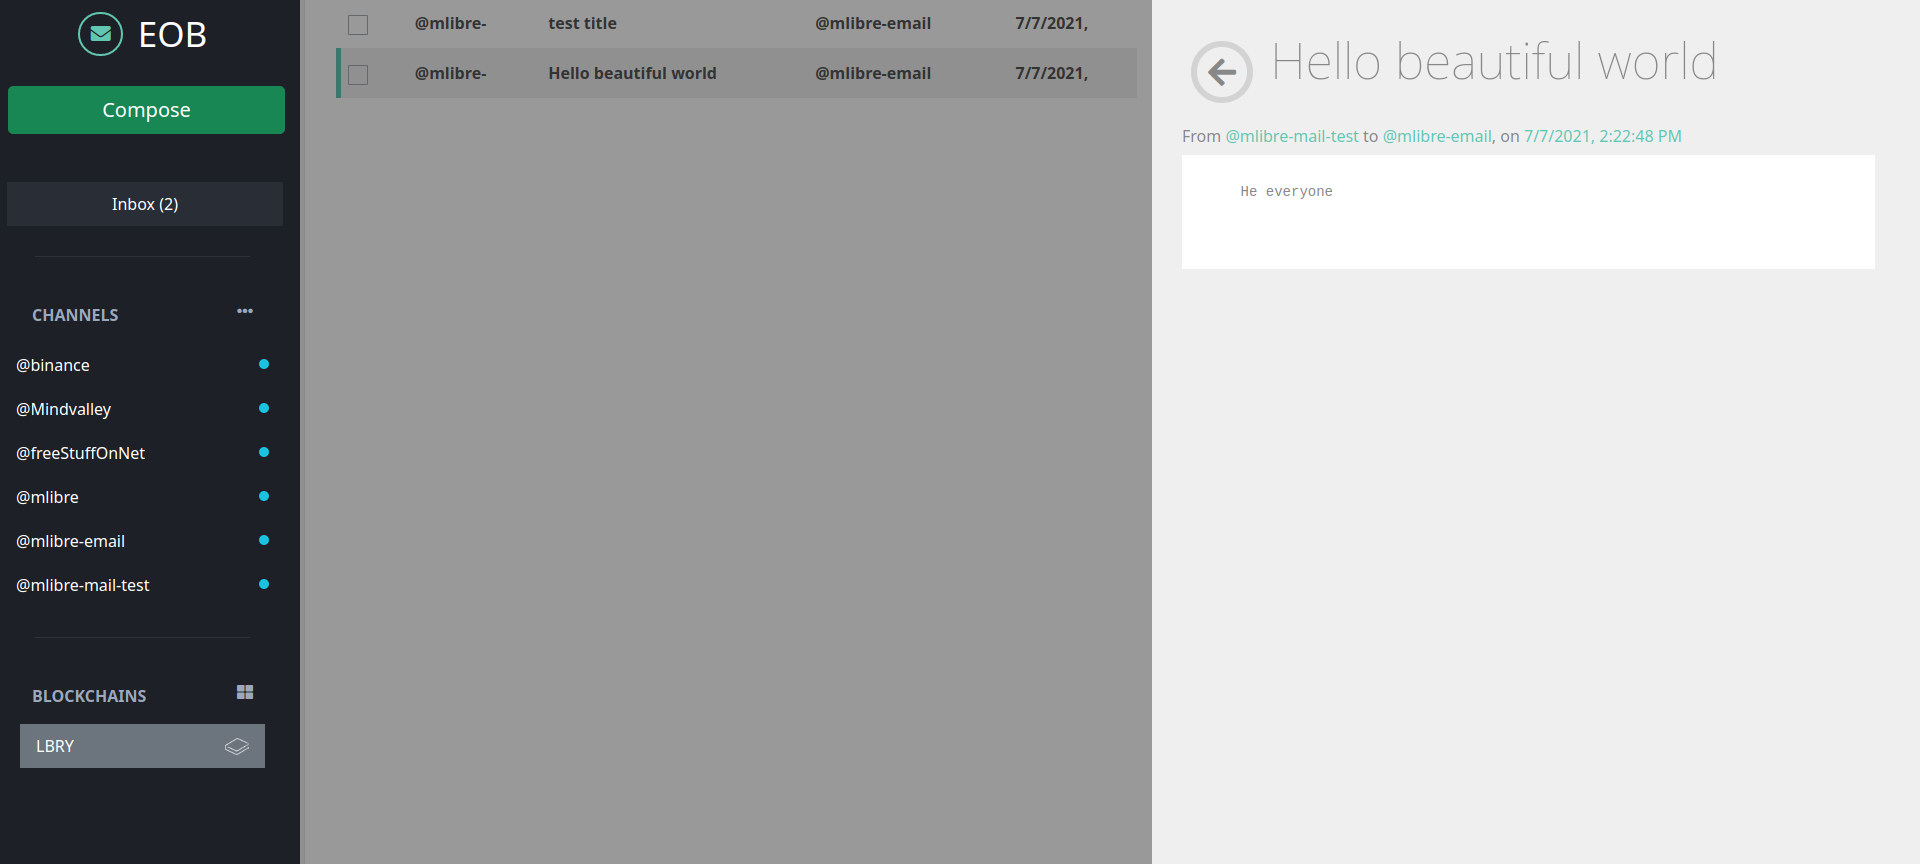 EOB
Compose
Inbox (2)
CHANNELS
@binance
@Mindvalley
@freeStuffOnNet
@mlibre
@mlibre-email
@mlibre-mail-test
BLOCKCHAINS
LBRY
@mlibre- test title @mlibre-email 7/7/2021,
@mlibre- Hello beautiful world @mlibre-email 7/7/2021,
Hello beautiful world
From @mlibre-mail-test to @mlibre-email, on 7/7/2021, 2:22:48 PM
He everyone